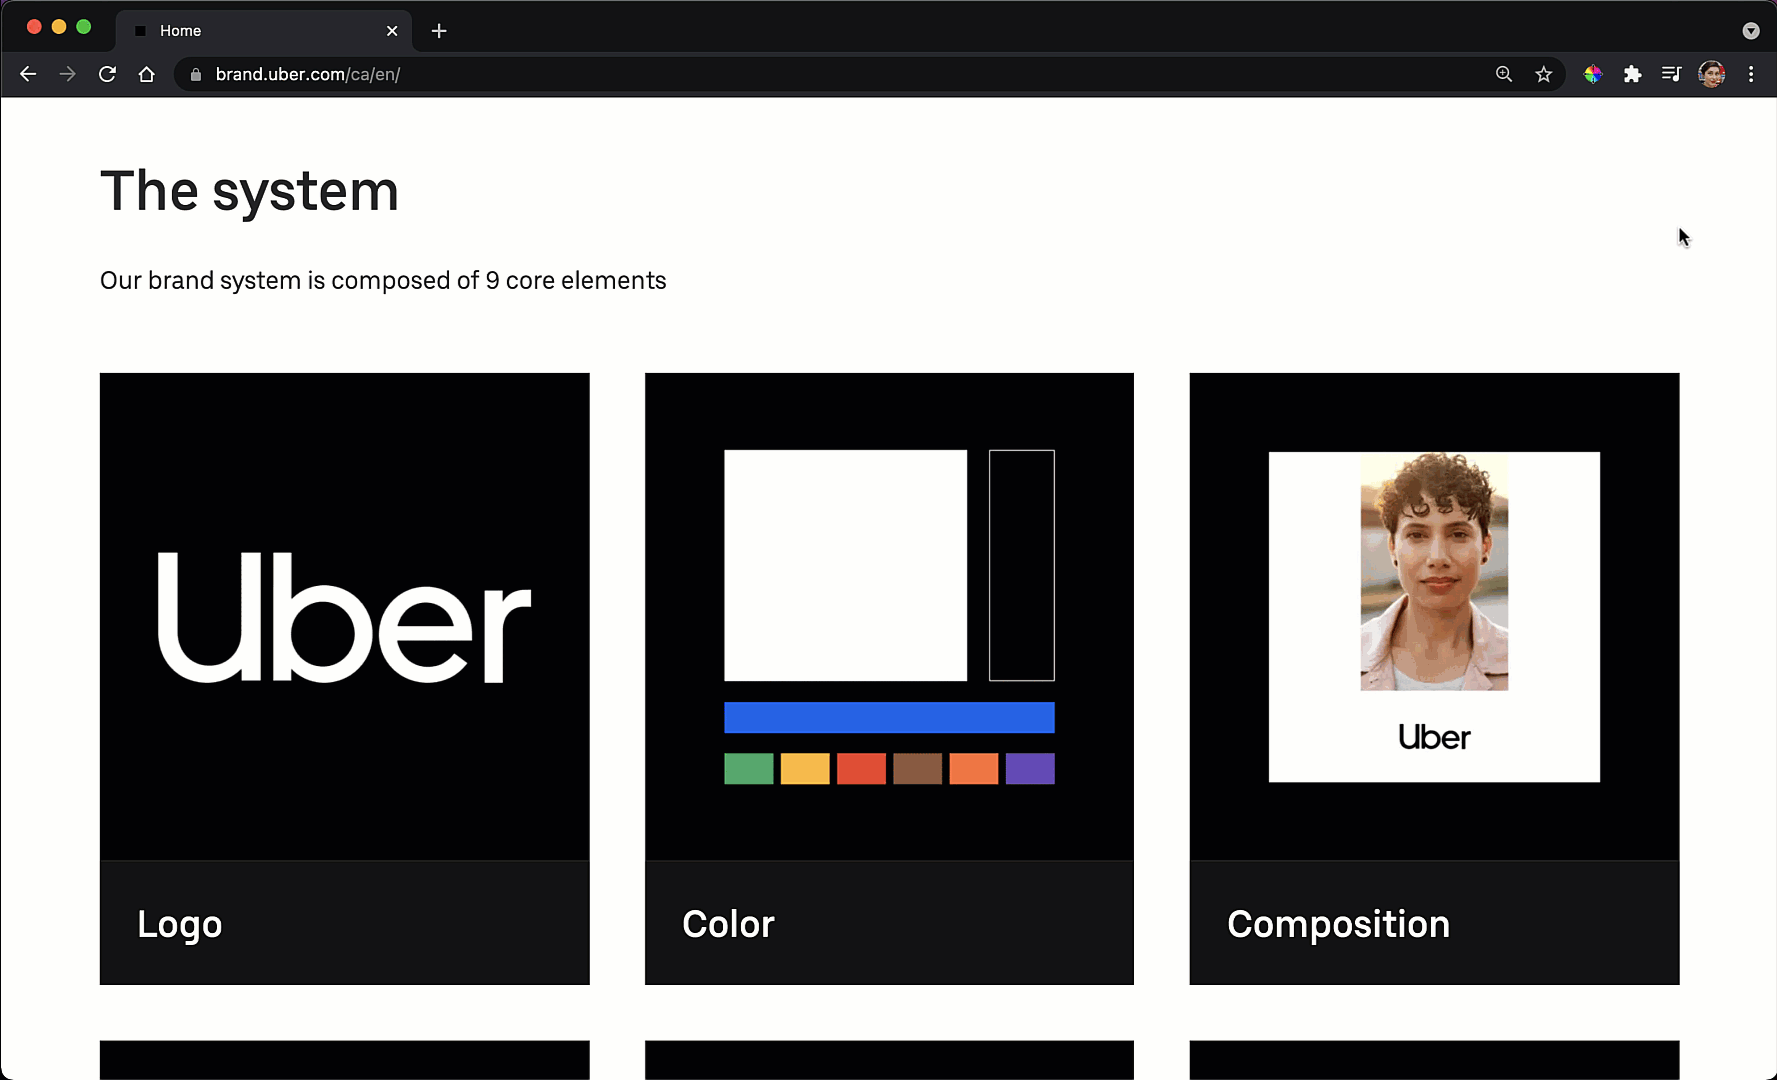 Home
brand.uber.com/ca/en/
The system
Our brand system is composed of 9 core elements
Uber
Uber
Logo
Color
Composition